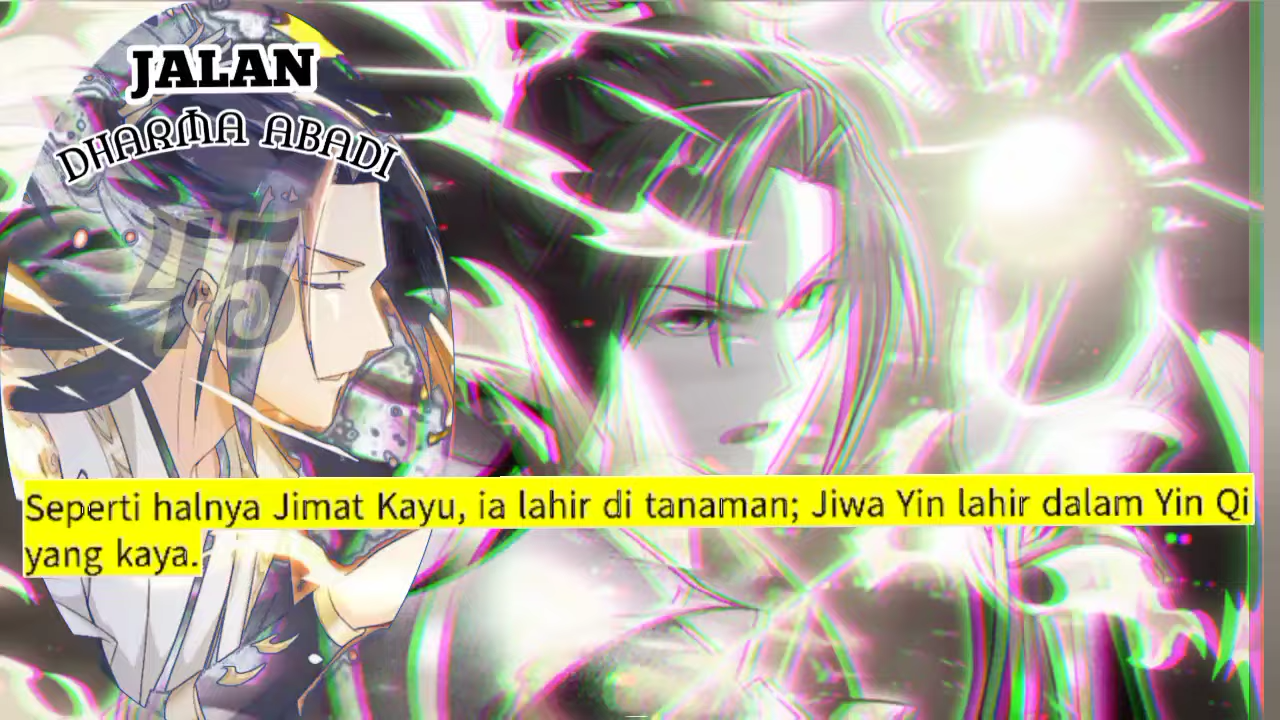 JALAN
DHARMA ABADI
45
Seperti halnya Jimat Kayu, ia lahir di tanaman; Jiwa Yin lahir dalam Yin Qi
yang kaya.